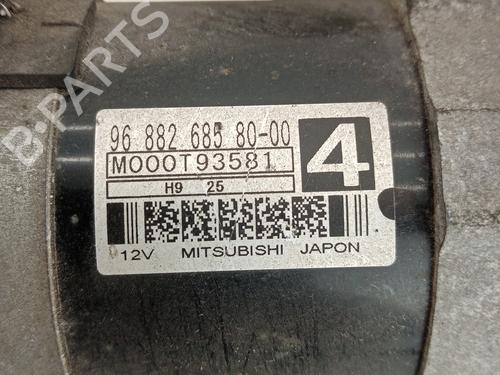 B-PARTS
96 882 685 80-00
M000T93581
4
H9 25
12V MITSUBISHI JAPON